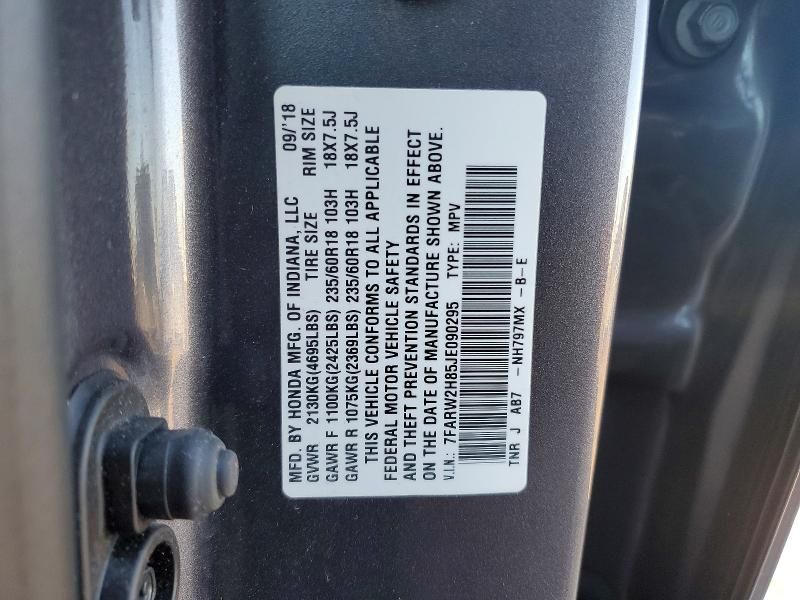 MFD. BY HONDA MFG. OF INDIANA, LLC 09/'18
GVWR 2130KG(4695LBS) TIRE SIZE RIM SIZE
GAWR F 1100KG(2425LBS) 235/60R18 103H 18X7.5J
GAWR R 1075KG(2369LBS) 235/60R18 103H 18X7.5J
THIS VEHICLE CONFORMS TO ALL APPLICABLE
FEDERAL MOTOR VEHICLE SAFETY
AND THEFT PREVENTION STANDARDS IN EFFECT
ON THE DATE OF MANUFACTURE SHOWN ABOVE.
V.I.N.: 7FARW2H85JE090295 TYPE: MPV
TNR J AB7 -NH797MX -B-E